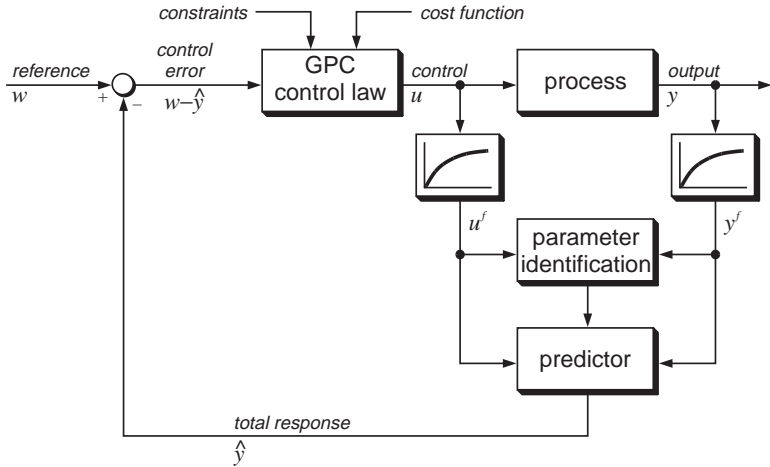 constraints
cost function
reference
w
+
−
control
error
w−ŷ
GPC
control law
control
u
process
output
y
u^f
y^f
parameter
identification
predictor
total response
ŷ